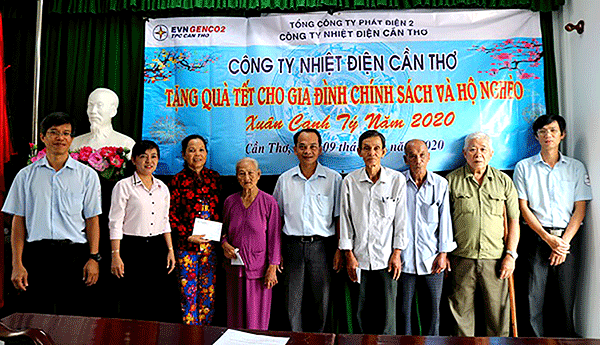 EVNGENCO2
TPC CAN THO
TỔNG CÔNG TY PHÁT ĐIỆN 2
CÔNG TY NHIỆT ĐIỆN CẦN THƠ
CÔNG TY NHIỆT ĐIỆN CẦN THƠ
TẶNG QUÀ TẾT CHO GIA ĐÌNH CHÍNH SÁCH VÀ HỘ NGHÈO
Xuân Canh Tý Năm 2020
Cần Thơ, 09 2020